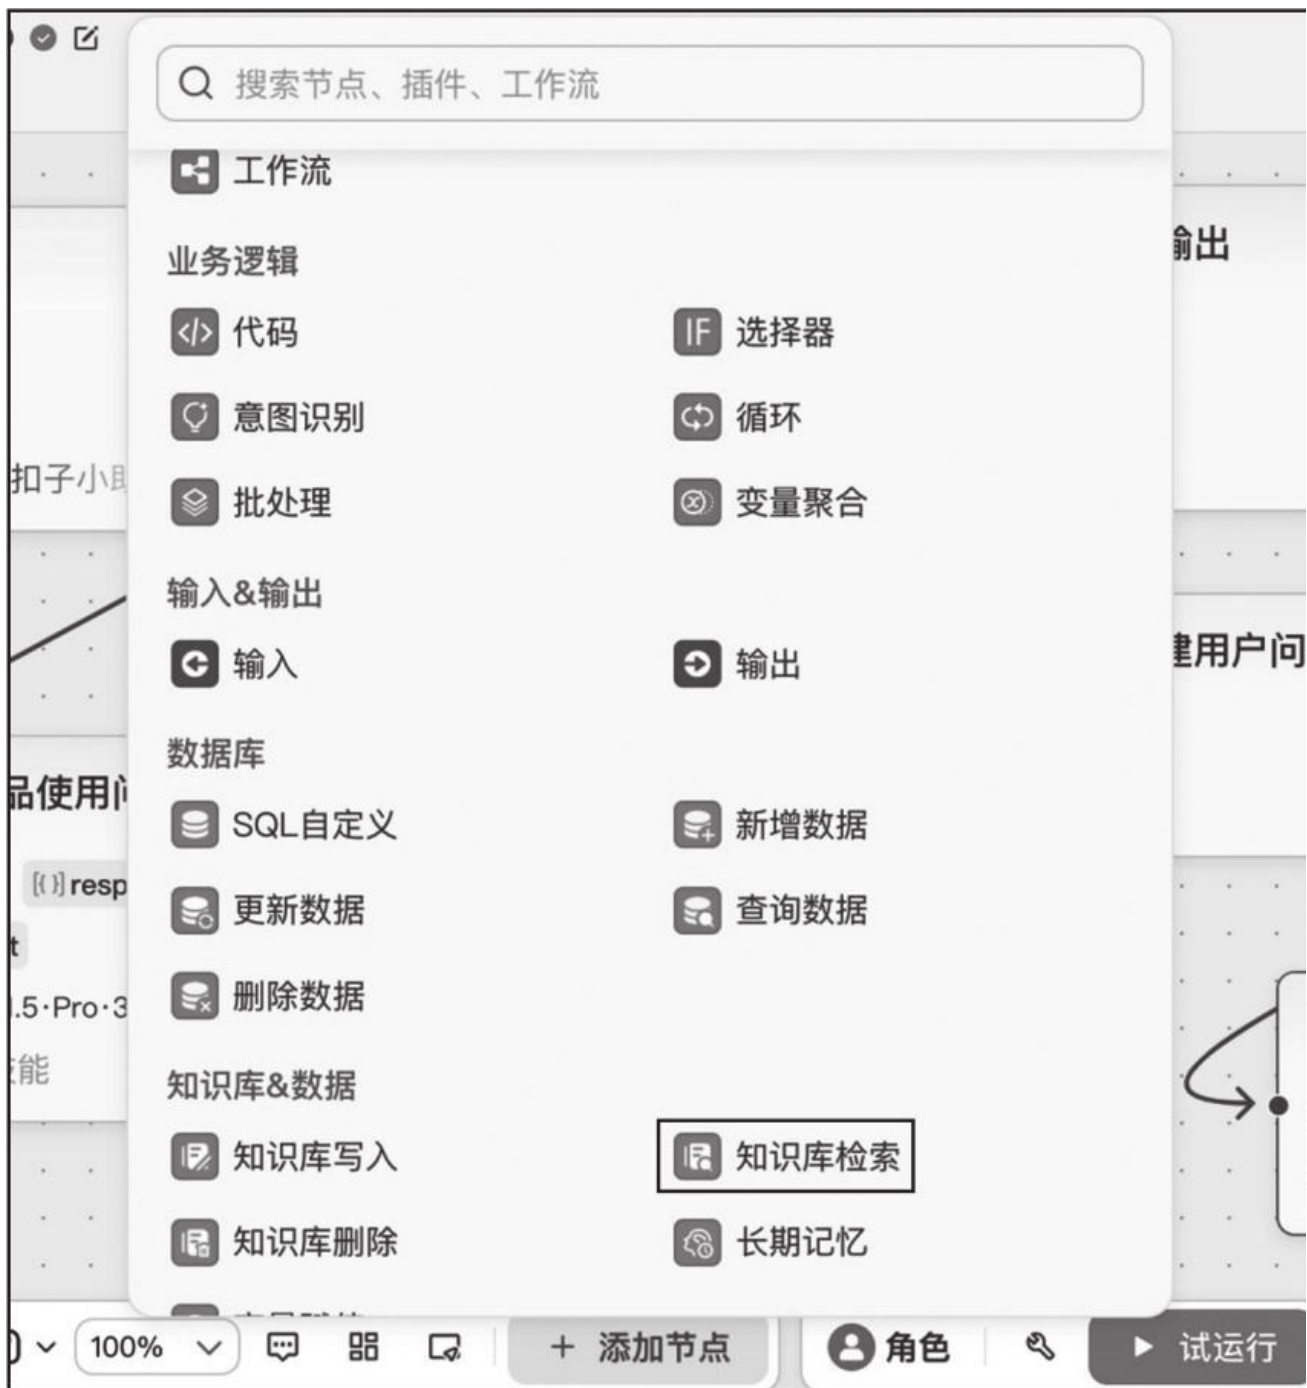 搜索节点、插件、工作流
工作流
业务逻辑
代码
IF 选择器
意图识别
循环
批处理
变量聚合
输入&输出
输入
输出
数据库
SQL自定义
新增数据
更新数据
查询数据
删除数据
知识库&数据
知识库写入
知识库检索
知识库删除
长期记忆
扣子小
品使用
resp
t
.5·Pro·3
能
输出
建用户问
100%
+ 添加节点
角色
试运行